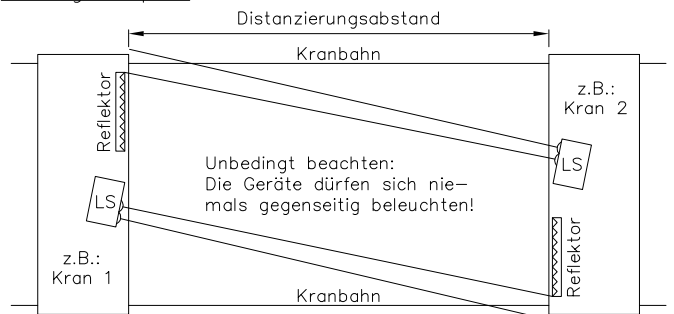 Distanzierungsabstand
Kranbahn
Reflektor
z.B.:
Kran 2
LS
Unbedingt beachten:
Die Geräte dürfen sich nie-
mals gegenseitig beleuchten!
LS
Reflektor
z.B.:
Kran 1
Kranbahn